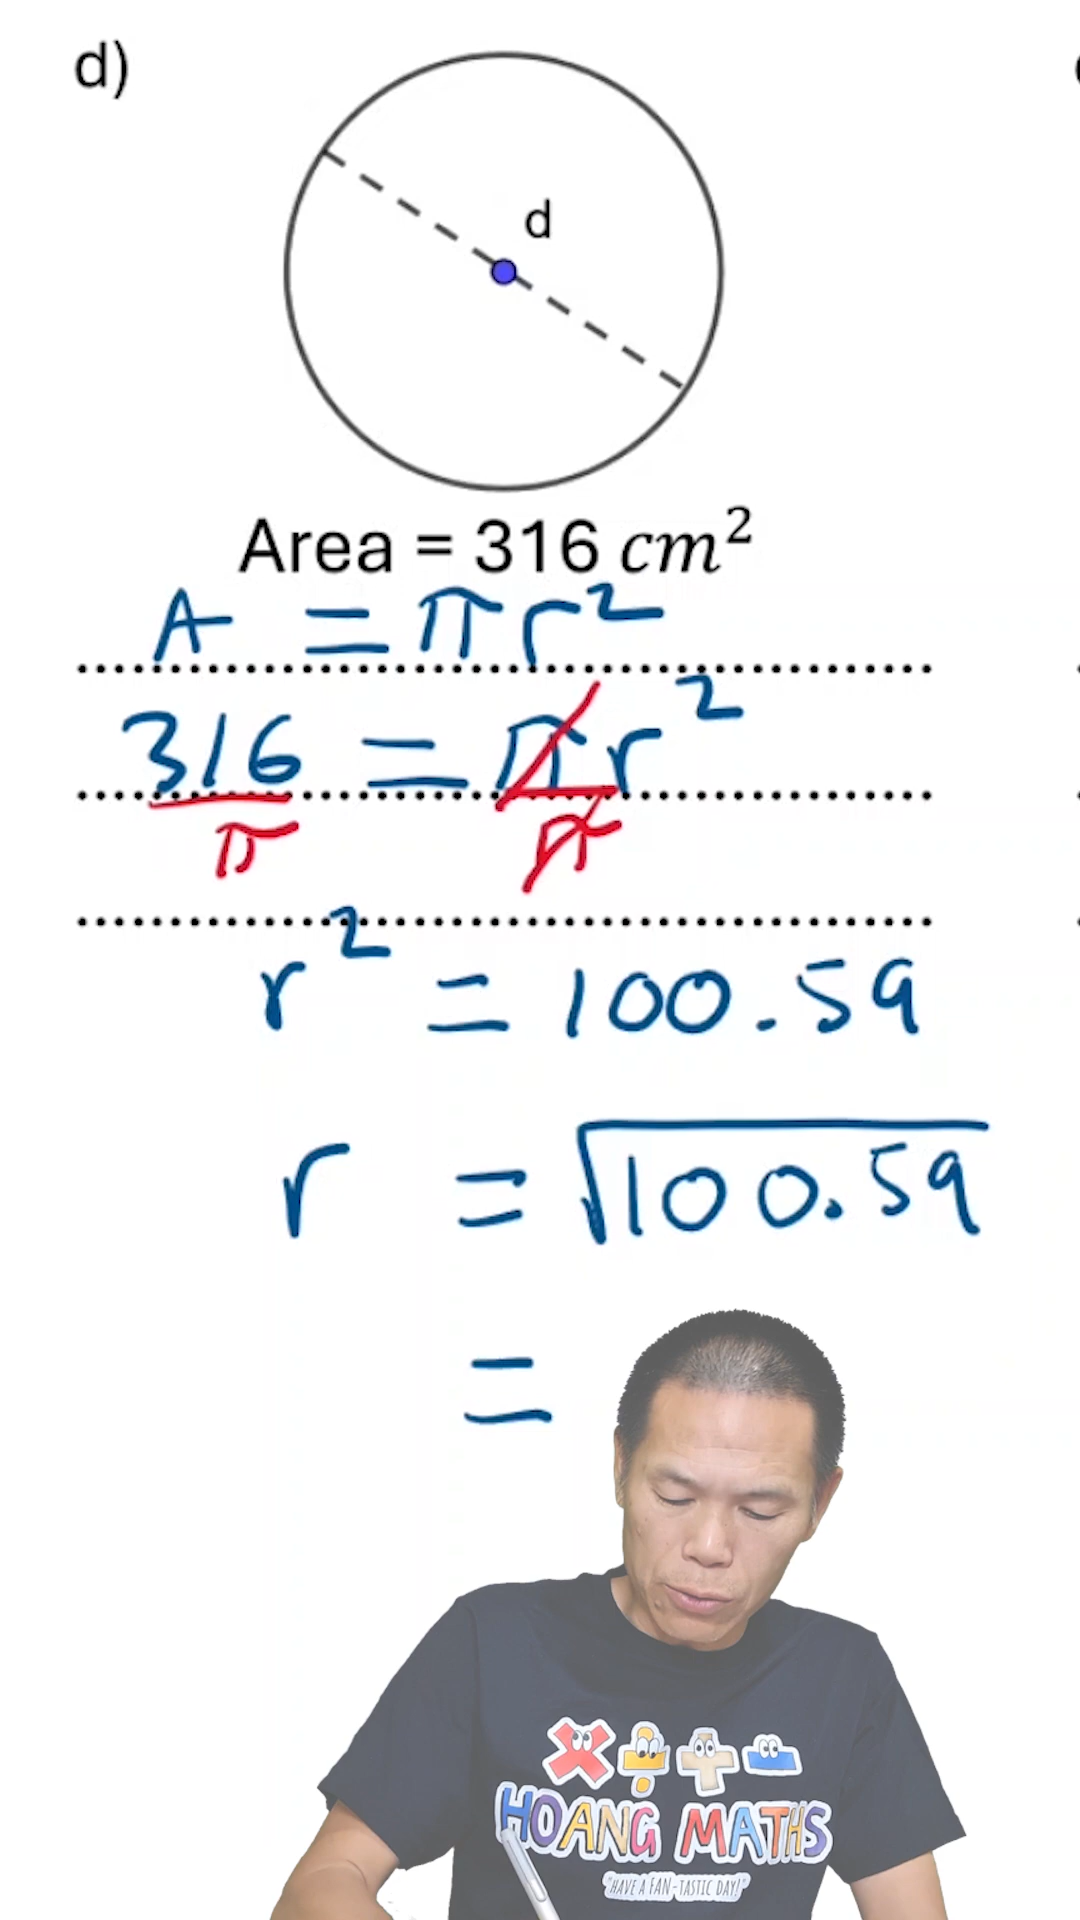 d)
d
Area = 316 cm²
A = πr²
316 = πr²
π π
r² = 100.59
r = √100.59
=
HOANG MATHS
"HAVE A FAN-TASTIC DAY!"